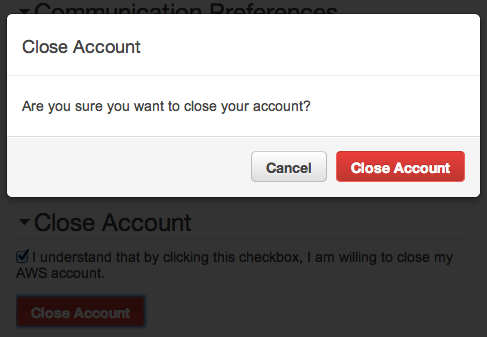 Communication Preferences
Close Account
Are you sure you want to close your account?
Cancel
Close Account
Close Account
I understand that by clicking this checkbox, I am willing to close my
AWS account.
Close Account